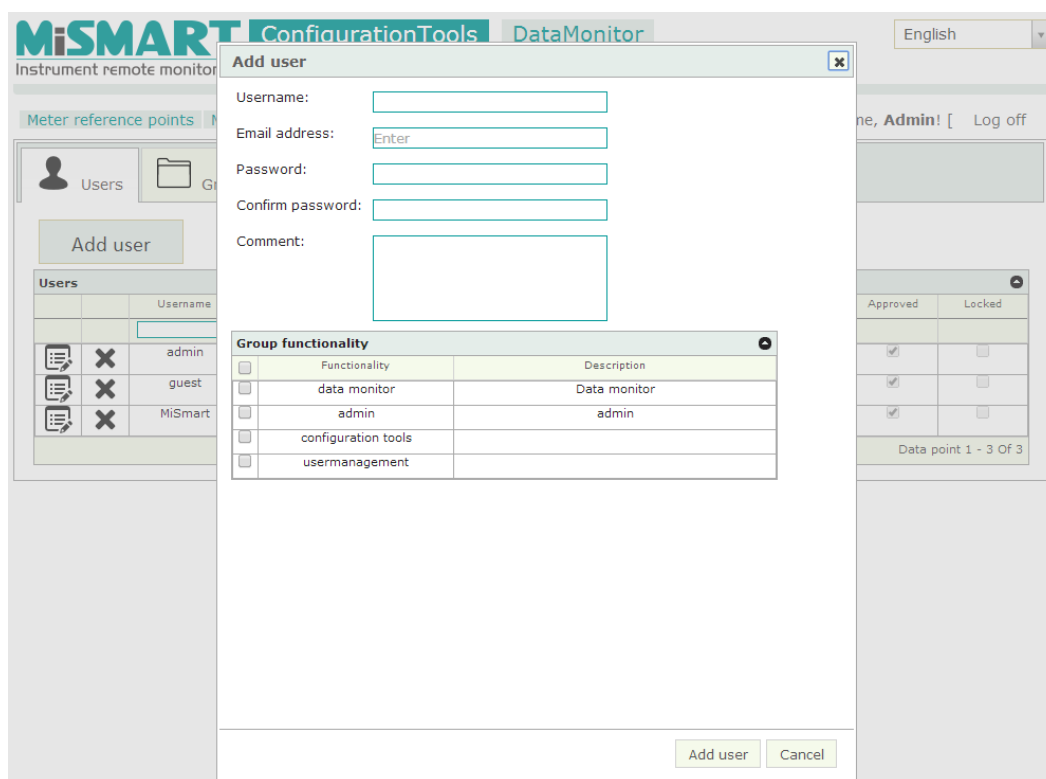 MiSMART ConfigurationTools DataMonitor English
Instrument remote monitor
Add user
Meter reference points Admin! [ Log off
Username:
Email address: Enter
Password:
Confirm password:
Comment:
Users
Add user
Users
Username Approved Locked
admin
guest
MiSmart
Data point 1 - 3 Of 3
Group functionality
Functionality Description
data monitor Data monitor
admin admin
configuration tools
usermanagement
Add user Cancel